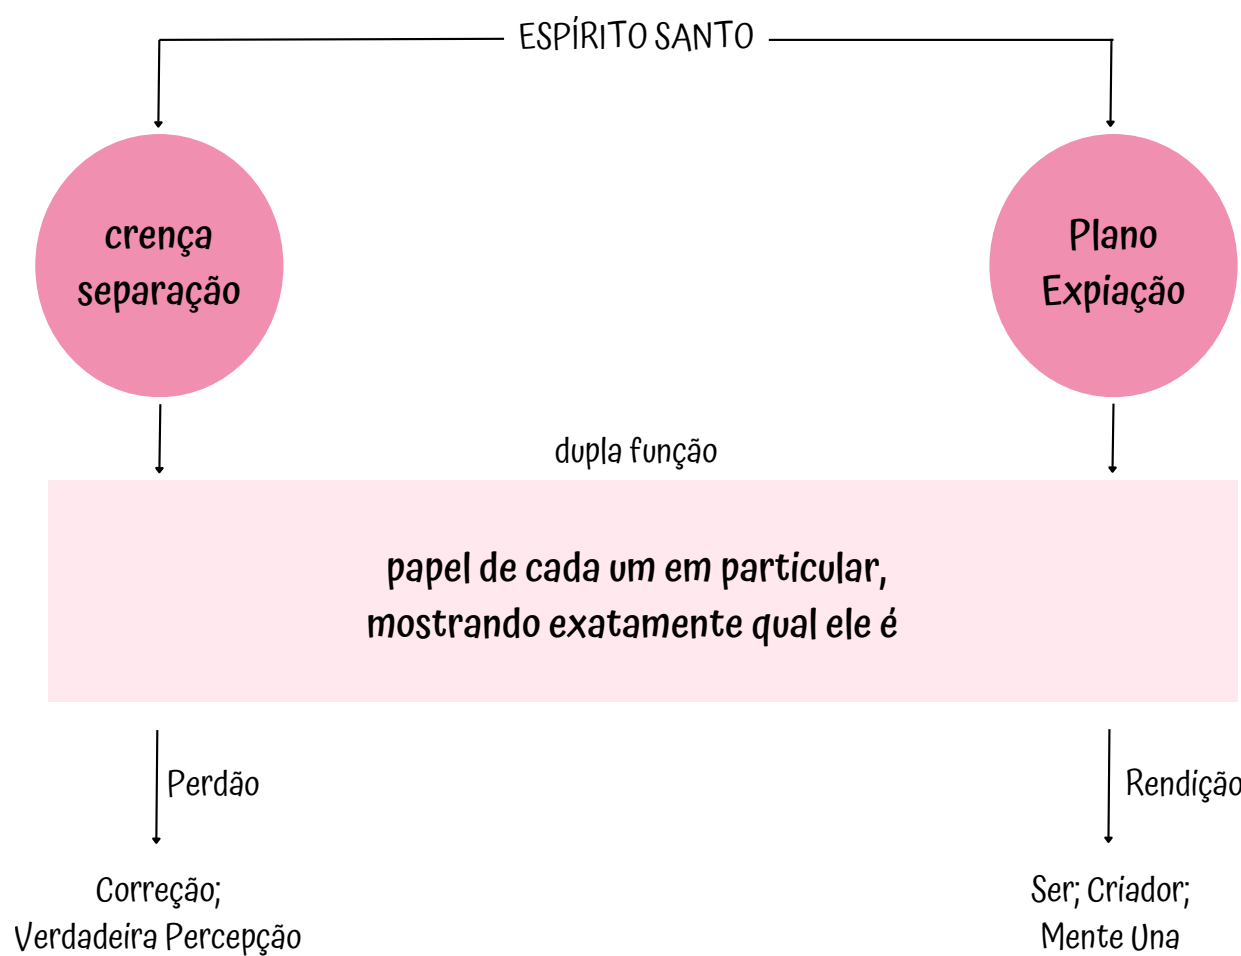 ESPÍRITO SANTO
crença
separação
Plano
Expiação
dupla função
papel de cada um em particular,
mostrando exatamente qual ele é
Perdão
Rendição
Correção;
Verdadeira Percepção
Ser; Criador;
Mente Una